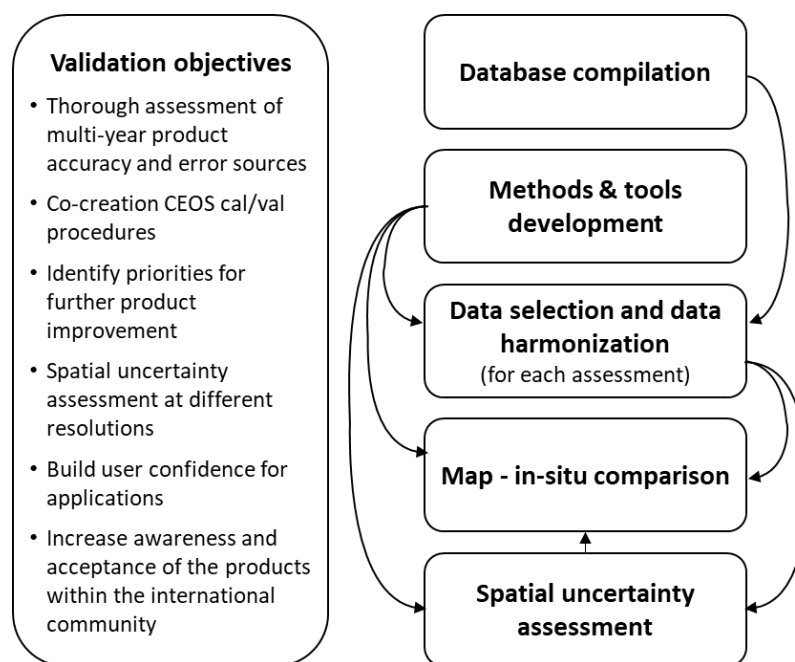 Validation objectives
• Thorough assessment of
multi-year product
accuracy and error sources
• Co-creation CEOS cal/val
procedures
• Identify priorities for
further product
improvement
• Spatial uncertainty
assessment at different
resolutions
• Build user confidence for
applications
• Increase awareness and
acceptance of the products
within the international
community
Database compilation
Methods & tools
development
Data selection and data
harmonization
(for each assessment)
Map - in-situ comparison
Spatial uncertainty
assessment